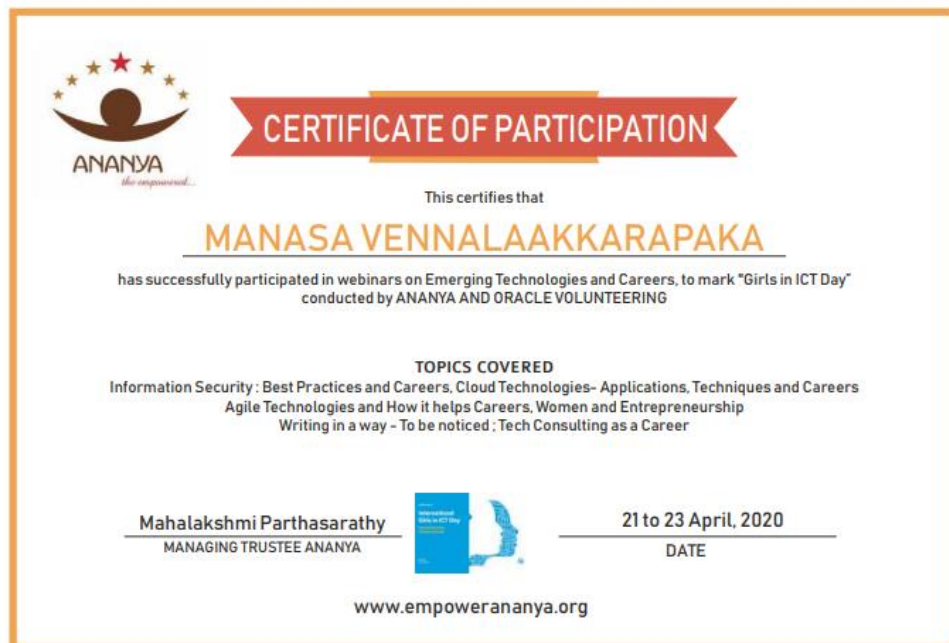 ANANYA
the empowered...
CERTIFICATE OF PARTICIPATION
This certifies that
MANASA VENNALAAKKARAPAKA
has successfully participated in webinars on Emerging Technologies and Careers, to mark "Girls in ICT Day"
conducted by ANANYA AND ORACLE VOLUNTEERING
TOPICS COVERED
Information Security : Best Practices and Careers, Cloud Technologies- Applications, Techniques and Careers
Agile Technologies and How it helps Careers, Women and Entrepreneurship
Writing in a way - To be noticed ; Tech Consulting as a Career
Mahalakshmi Parthasarathy
MANAGING TRUSTEE ANANYA
International
Girls in ICT Day
21 to 23 April, 2020
DATE
www.empowerananya.org